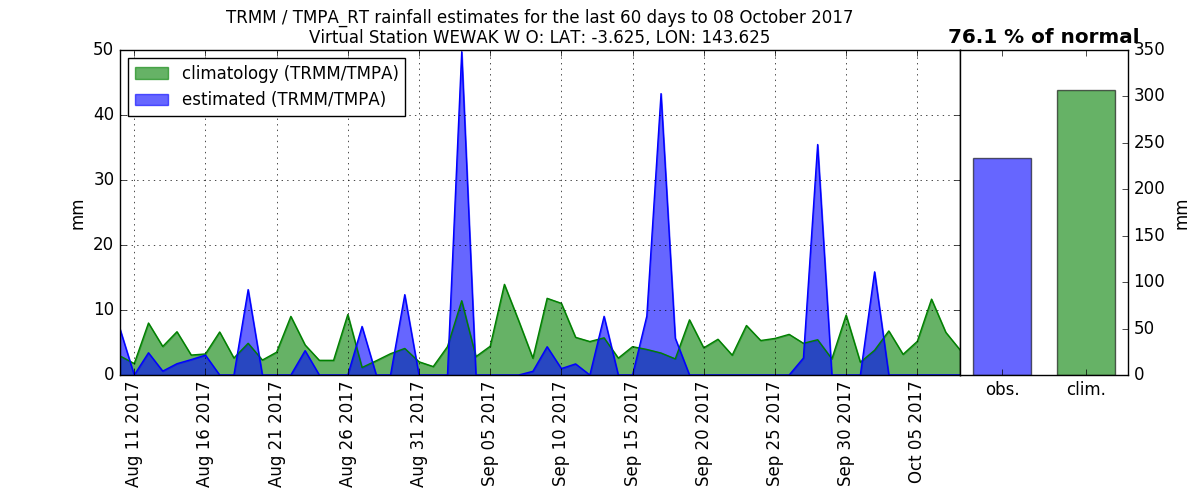 TRMM / TMPA_RT rainfall estimates for the last 60 days to 08 October 2017
Virtual Station WEWAK W O: LAT: -3.625, LON: 143.625
76.1 % of normal
climatology (TRMM/TMPA)
estimated (TRMM/TMPA)
50
40
30
20
10
0
mm
Aug 11 2017
Aug 16 2017
Aug 21 2017
Aug 26 2017
Aug 31 2017
Sep 05 2017
Sep 10 2017
Sep 15 2017
Sep 20 2017
Sep 25 2017
Sep 30 2017
Oct 05 2017
obs.
clim.
350
300
250
200
150
100
50
0
mm